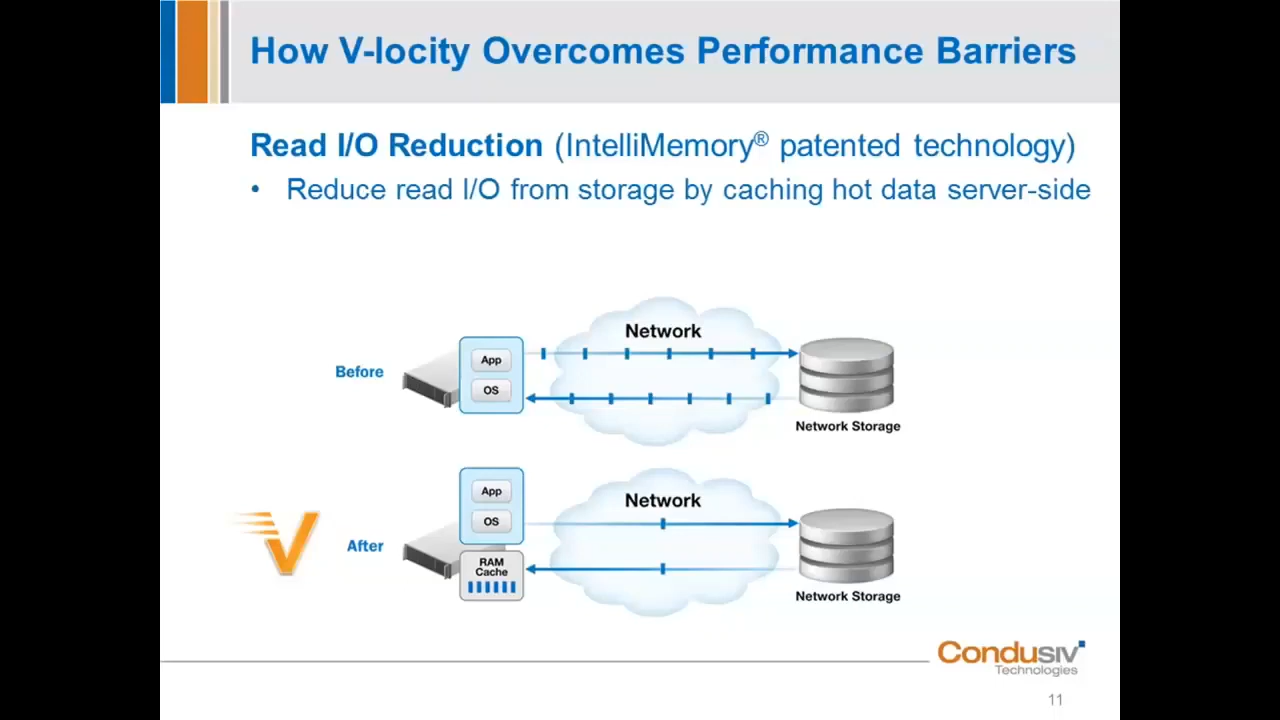 How V-locity Overcomes Performance Barriers
Read I/O Reduction (IntelliMemory® patented technology)
• Reduce read I/O from storage by caching hot data server-side
Network
Before
App
OS
Network Storage
App
OS
RAM
Cache
Network
V
After
Network Storage
Condusiv
Technologies
11